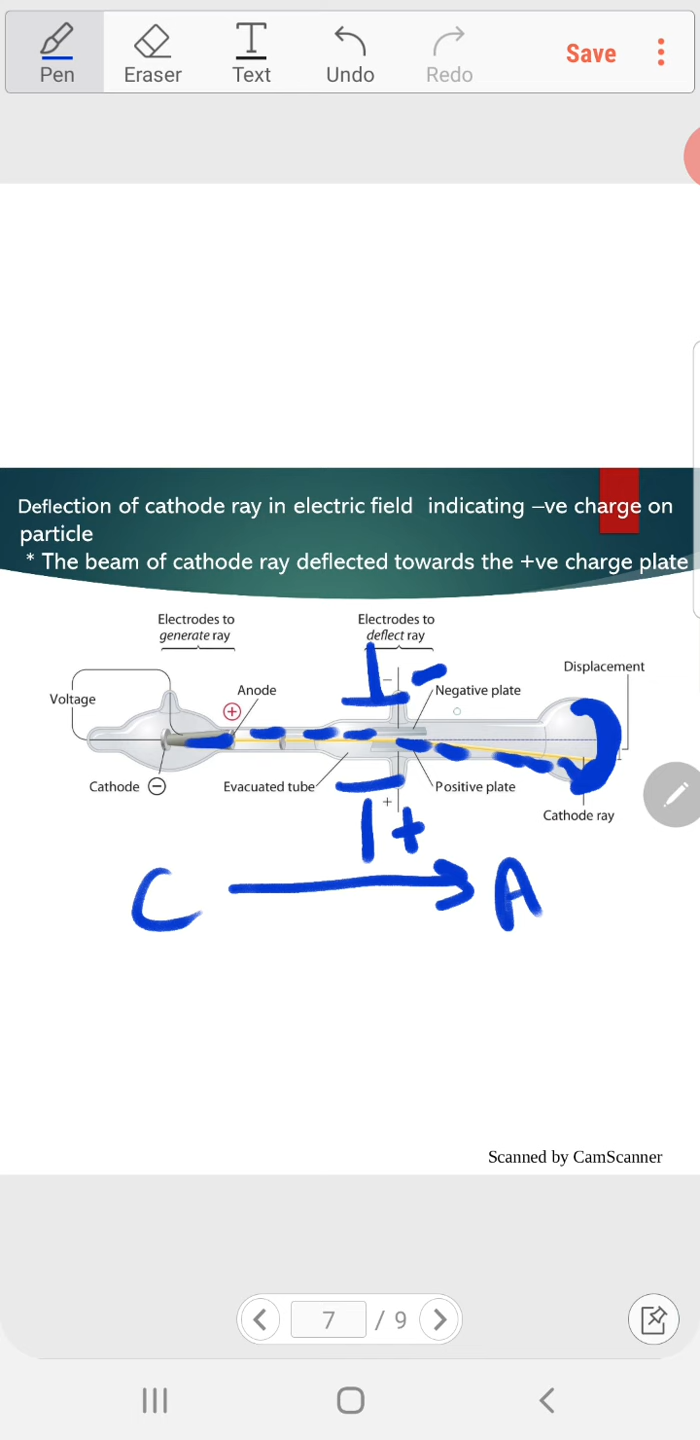 Pen Eraser Text Undo Redo Save
Deflection of cathode ray in electric field indicating –ve charge on
particle
* The beam of cathode ray deflected towards the +ve charge plate
Electrodes to
generate ray
Electrodes to
deflect ray
Displacement
Voltage
Anode
Negative plate
Cathode
Evacuated tube
Positive plate
Cathode ray
+
−
−
+
−
1+
C → A
Scanned by CamScanner
7 / 9